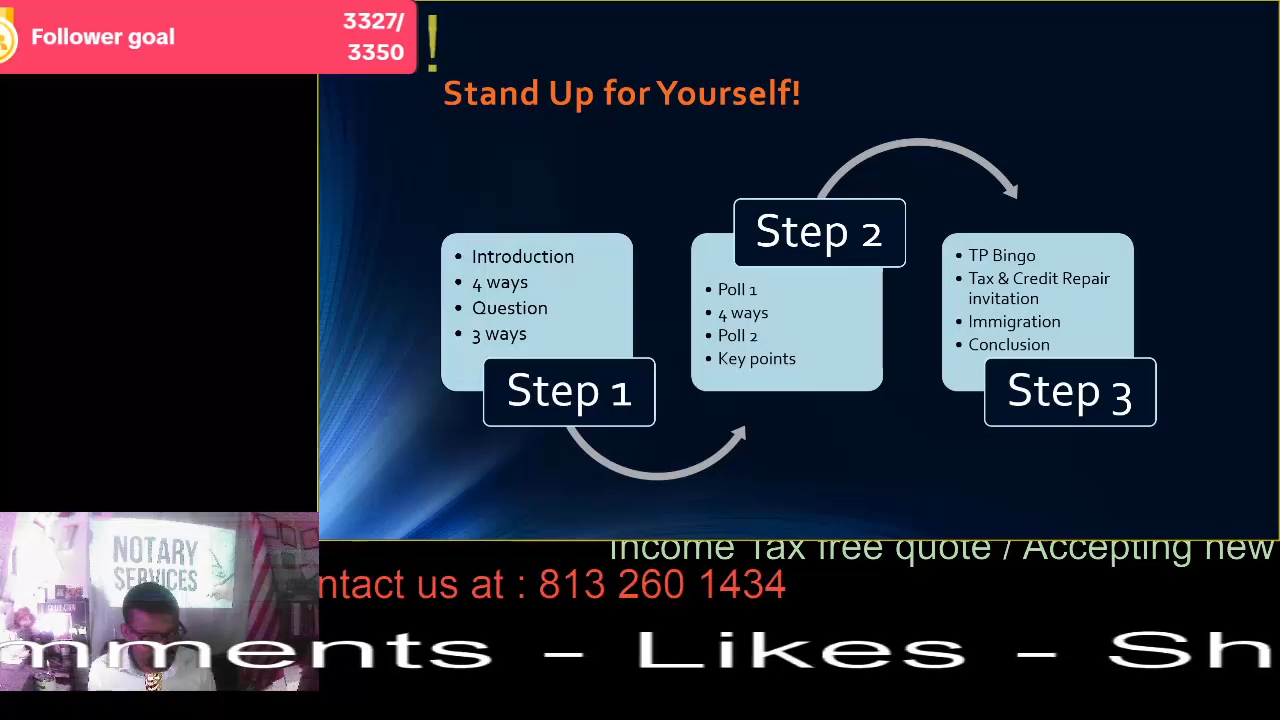 Follower goal
3327/
3350
!
Stand Up for Yourself!
Introduction
4 ways
Question
3 ways
Step 1
Step 2
Poll 1
4 ways
Poll 2
Key points
TP Bingo
Tax & Credit Repair
invitation
Immigration
Conclusion
Step 3
NOTARY
SERVICES
Income Tax free quote / Accepting new
ntact us at : 813 260 1434
mments - Likes - Sh